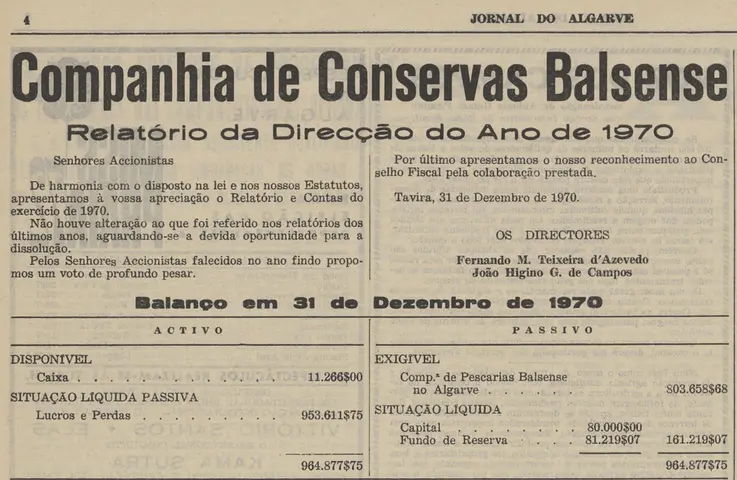 4
JORNAL DO ALGARVE
Companhia de Conservas Balsense
Relatório da Direcção do Ano de 1970
Senhores Accionistas
De harmonia com o disposto na lei e nos nossos Estatutos,
apresentamos à vossa apreciação o Relatório e Contas do
exercício de 1970.
Não houve alteração ao que foi referido nos relatórios dos
últimos anos, aguardando-se a devida oportunidade para a
dissolução.
Pelos Senhores Accionistas falecidos no ano findo propo-
mos um voto de profundo pesar.
Por último apresentamos o nosso reconhecimento ao Con-
selho Fiscal pela colaboração prestada.
Tavira, 31 de Dezembro de 1970.
OS DIRECTORES
Fernando M. Teixeira d'Azevedo
João Higino G. de Campos
Balanço em 31 de Dezembro de 1970
ACTIVO
DISPONIVEL
Caixa . . . . . . . . . . . . 11.266$00
SITUAÇÃO LIQUIDA PASSIVA
Lucros e Perdas . . . . . . . . 953.611$75
964.877$75
PASSIVO
EXIGIVEL
Comp.ª de Pescarias Balsense
no Algarve . . . . . . 803.658$68
SITUAÇÃO LIQUIDA
Capital . . . . . 80.000$00
Fundo de Reserva . . . 81.219$07 161.219$07
964.877$75